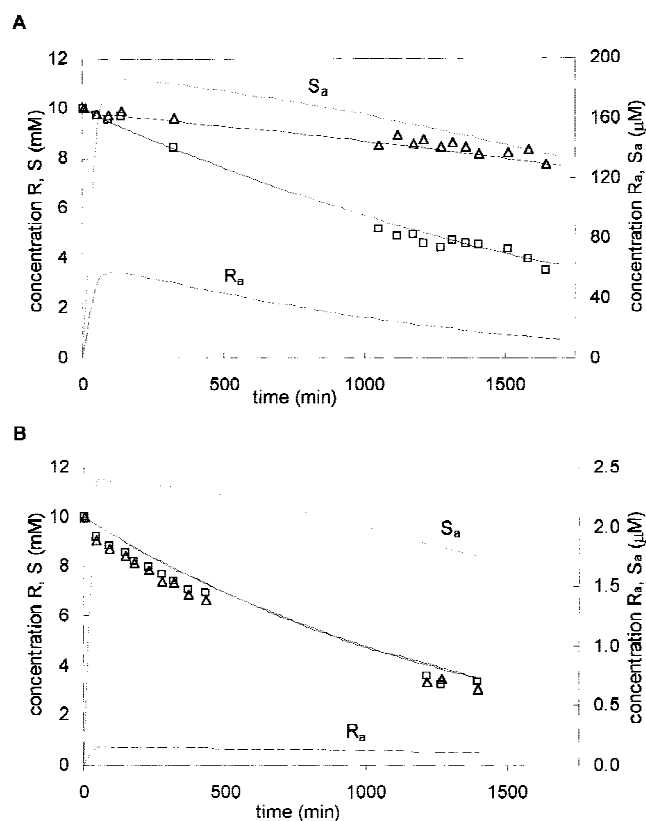 A
12
10
8
6
4
2
0
concentration R, S (mM)
200
160
120
80
40
0
concentration Ra, Sa (μM)
Sa
Ra
0
500
1000
1500
time (min)
B
12
10
8
6
4
2
0
concentration R, S (mM)
2.5
2.0
1.5
1.0
0.5
0.0
concentration Ra, Sa (μM)
Sa
Ra
0
500
1000
1500
time (min)